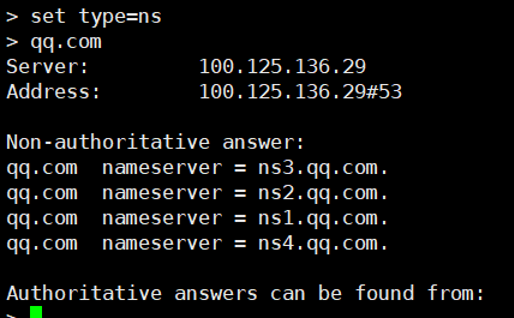 > set type=ns
> qq.com
Server:         100.125.136.29
Address:        100.125.136.29#53
Non-authoritative answer:
qq.com  nameserver = ns3.qq.com.
qq.com  nameserver = ns2.qq.com.
qq.com  nameserver = ns1.qq.com.
qq.com  nameserver = ns4.qq.com.
Authoritative answers can be found from:
>